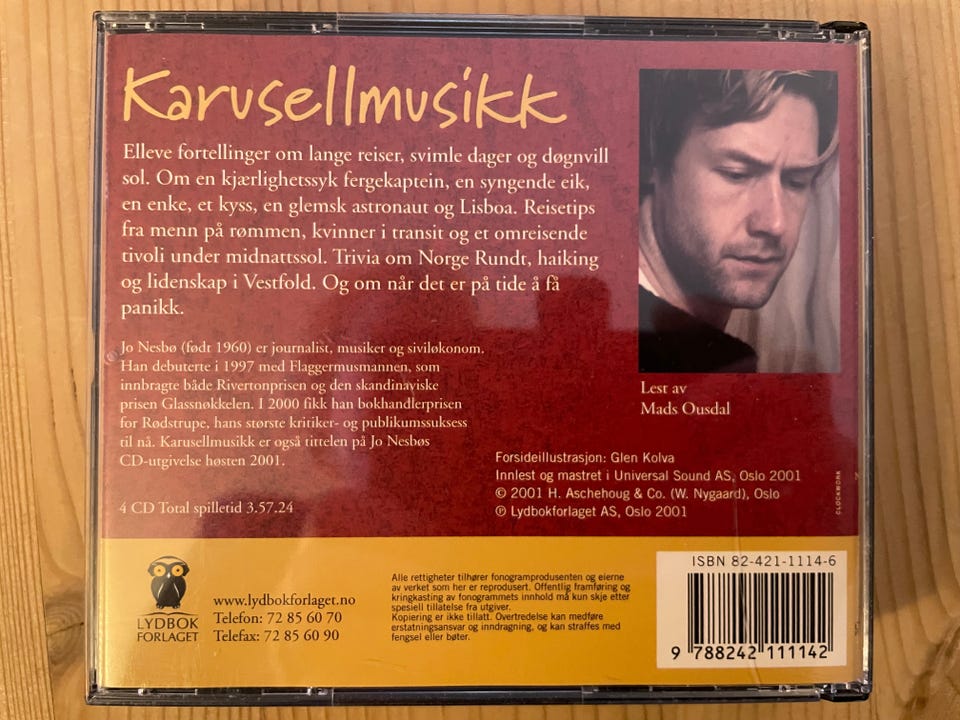 Karusellmusikk
Elleve fortellinger om lange reiser, svimle dager og døgnvill
sol. Om en kjærlighetssyk fergekaptein, en syngende eik,
en enke, et kyss, en glemsk astronaut og Lisboa. Reisetips
fra menn på rømmen, kvinner i transit og et omreisende
tivoli under midnattssol. Trivia om Norge Rundt, haiking
og lidenskap i Vestfold. Og om når det er på tide å få
panikk.
Jo Nesbø (født 1960) er journalist, musiker og siviløkonom.
Han debuterte i 1997 med Flaggermusmannen, som
innbragte både Rivertonprisen og den skandinaviske
prisen Glassnøkkelen. I 2000 fikk han bokhandlerprisen
for Rødstrupe, hans største kritiker- og publikumssuksess
til nå. Karusellmusikk er også tittelen på Jo Nesbøs
CD-utgivelse høsten 2001.
4 CD Total spilletid 3.57.24
Lest av
Mads Ousdal
Forsideillustrasjon: Glen Kolva
Innlest og mastret i Universal Sound AS, Oslo 2001
© 2001 H. Aschehoug & Co. (W. Nygaard), Oslo
℗ Lydbokforlaget AS, Oslo 2001
CLOCKWORK
LYDBOK
FORLAGET
www.lydbokforlaget.no
Telefon: 72 85 60 70
Telefax: 72 85 60 90
Alle rettigheter tilhører fonogramprodusenten og eierne
av verket som her er reprodusert. Offentlig framføring og
kringkasting av fonogrammets innhold må kun skje etter
spesiell tillatelse fra utgiver.
Kopiering er ikke tillatt. Overtredelse kan medføre
erstatningsansvar og inndragning, og kan straffes med
fengsel eller bøter.
ISBN 82-421-1114-6
9 788242 111142